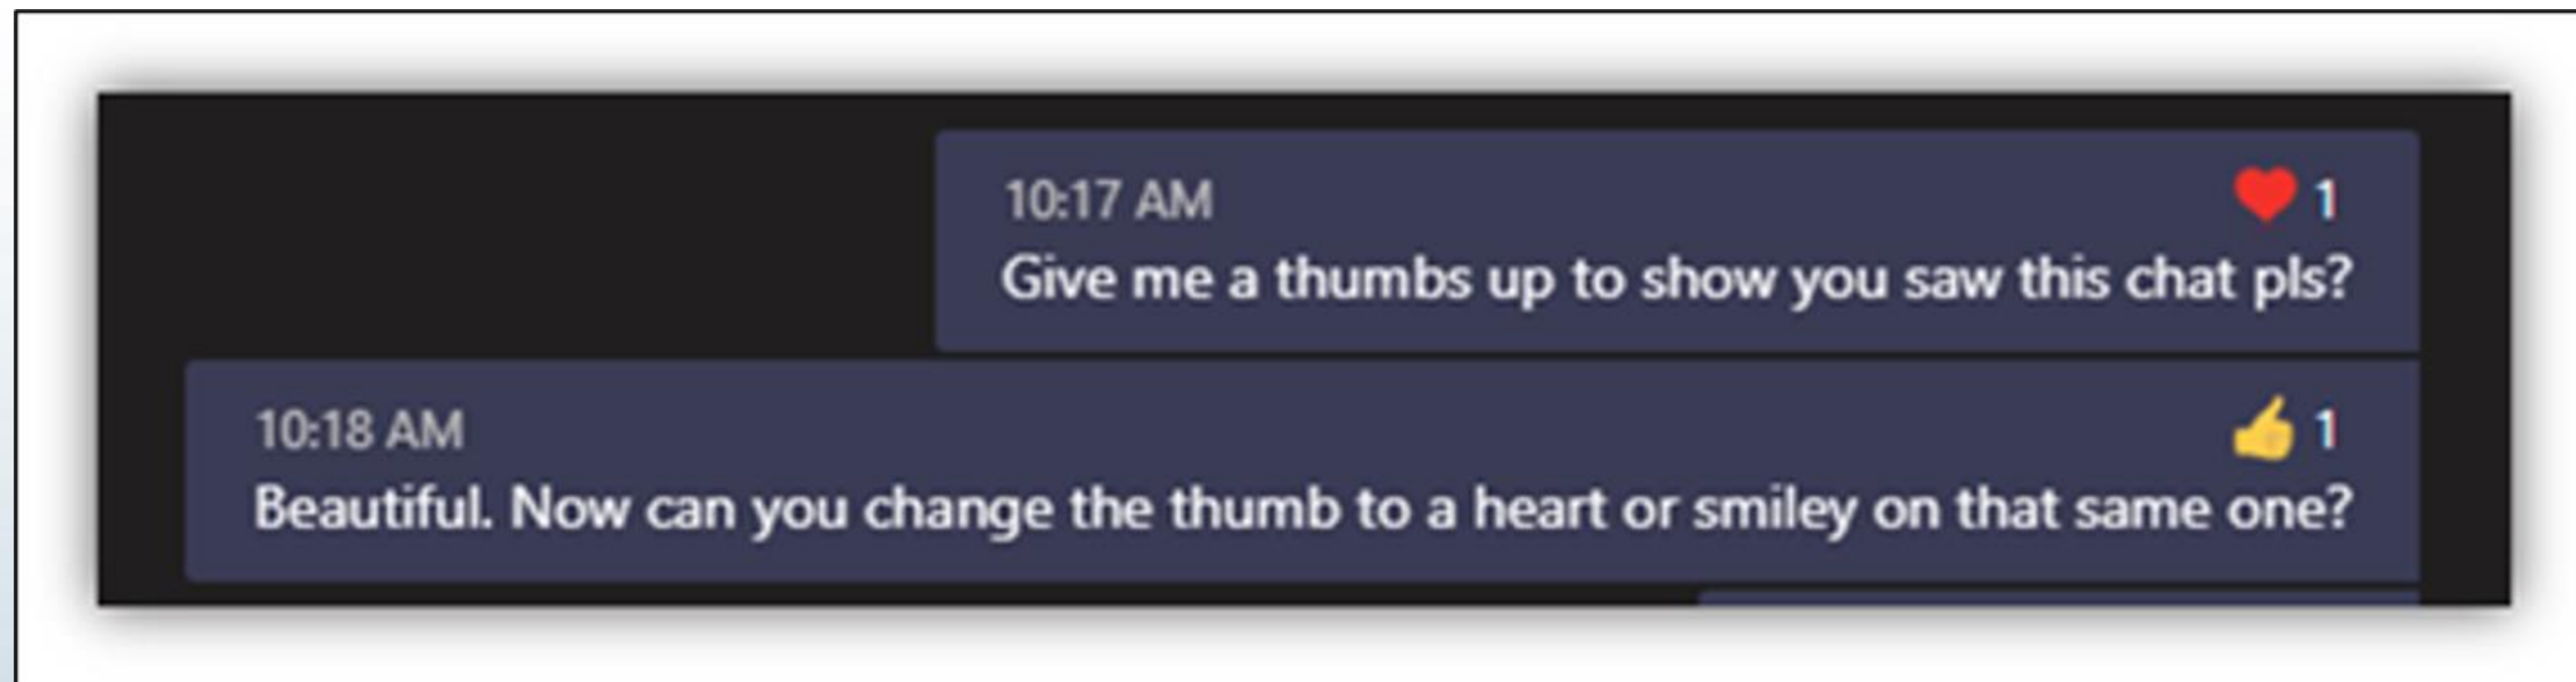 10:17 AM ❤️ 1
Give me a thumbs up to show you saw this chat pls?
10:18 AM 👍 1
Beautiful. Now can you change the thumb to a heart or smiley on that same one?